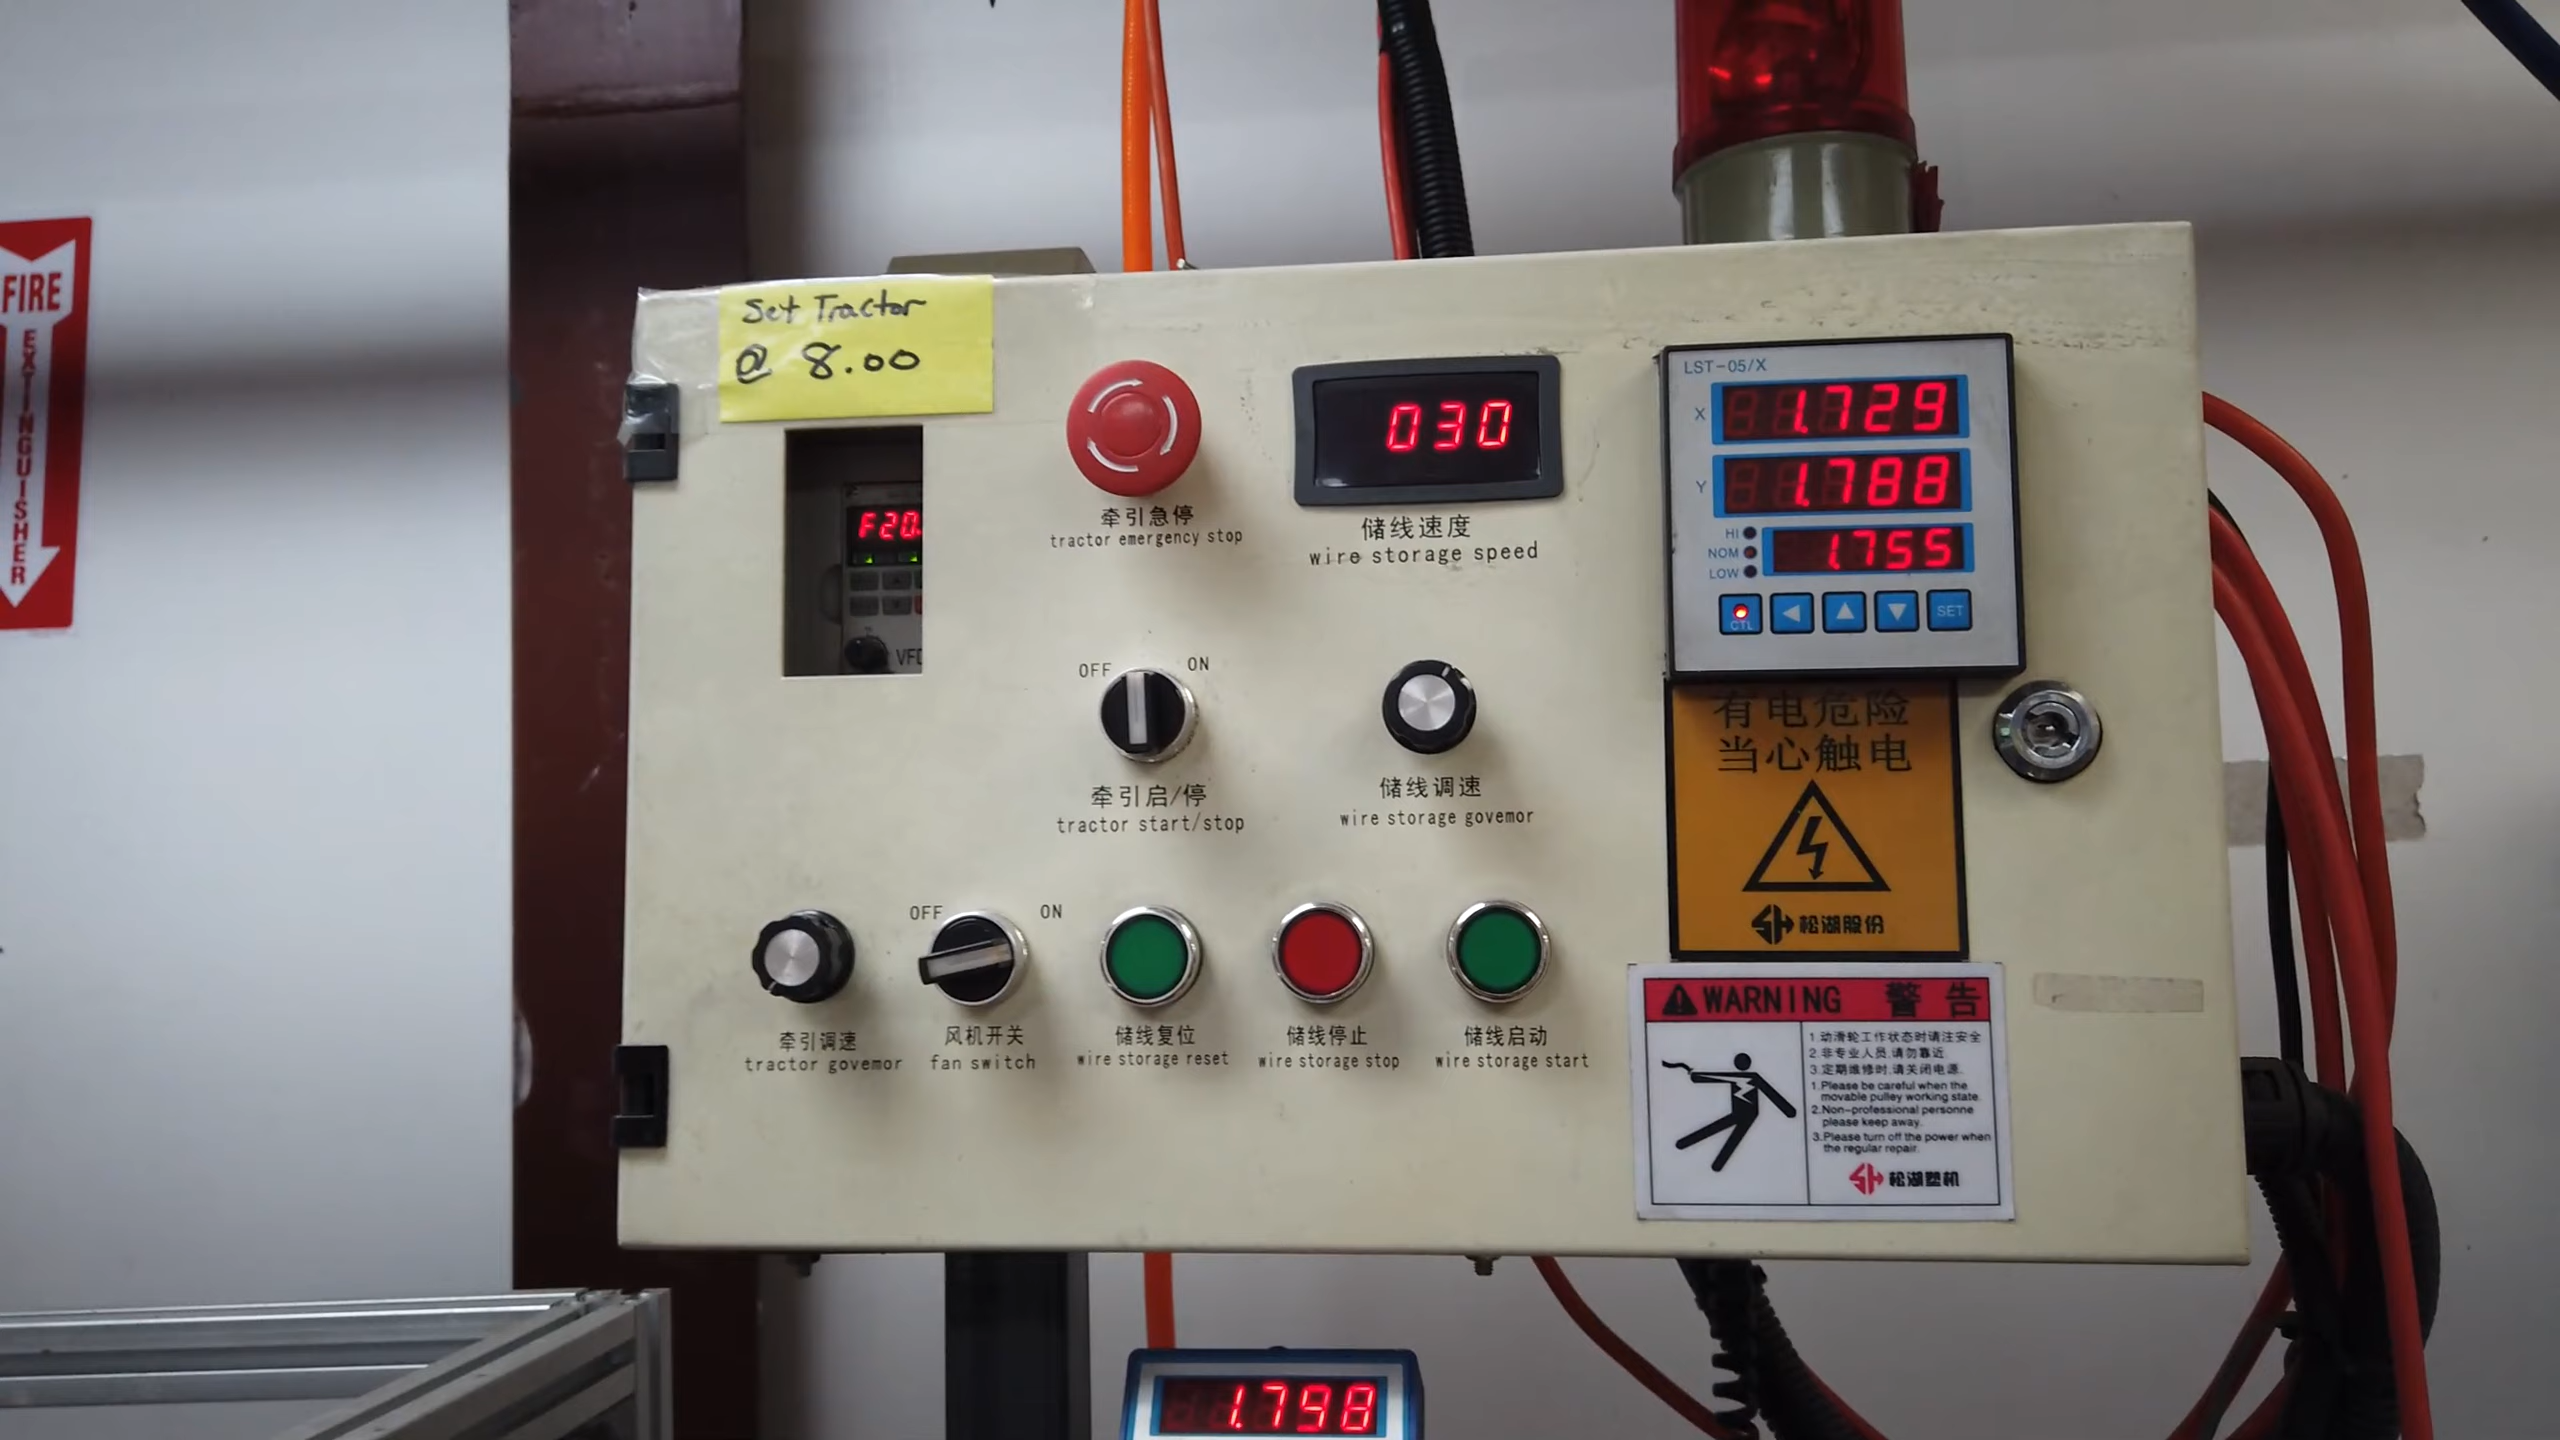 FIRE
EXTINGUISHER
Set Tractor
@ 8.00
F20.
VFD
牵引急停
tractor emergency stop
030
储线速度
wire storage speed
LST-05/X
X 1.729
Y 1.788
HI
NOM
LOW
1.755
CTL
SET
OFF
ON
牵引启/停
tractor start/stop
储线调速
wire storage govemor
有电危险
当心触电
SH 松湖股份
牵引调速
tractor govemor
OFF
ON
风机开关
fan switch
储线复位
wire storage reset
储线停止
wire storage stop
储线启动
wire storage start
WARNING 警告
1.动滑轮工作状态时请注安全
2.非专业人员,请勿靠近.
3.定期维修时,请关闭电源.
1.Please be careful when the
movable pulley working state.
2.Non-professional personne
please keep away.
3.Please turn off the power when
the regular repair.
SH 松湖塑机
1.798